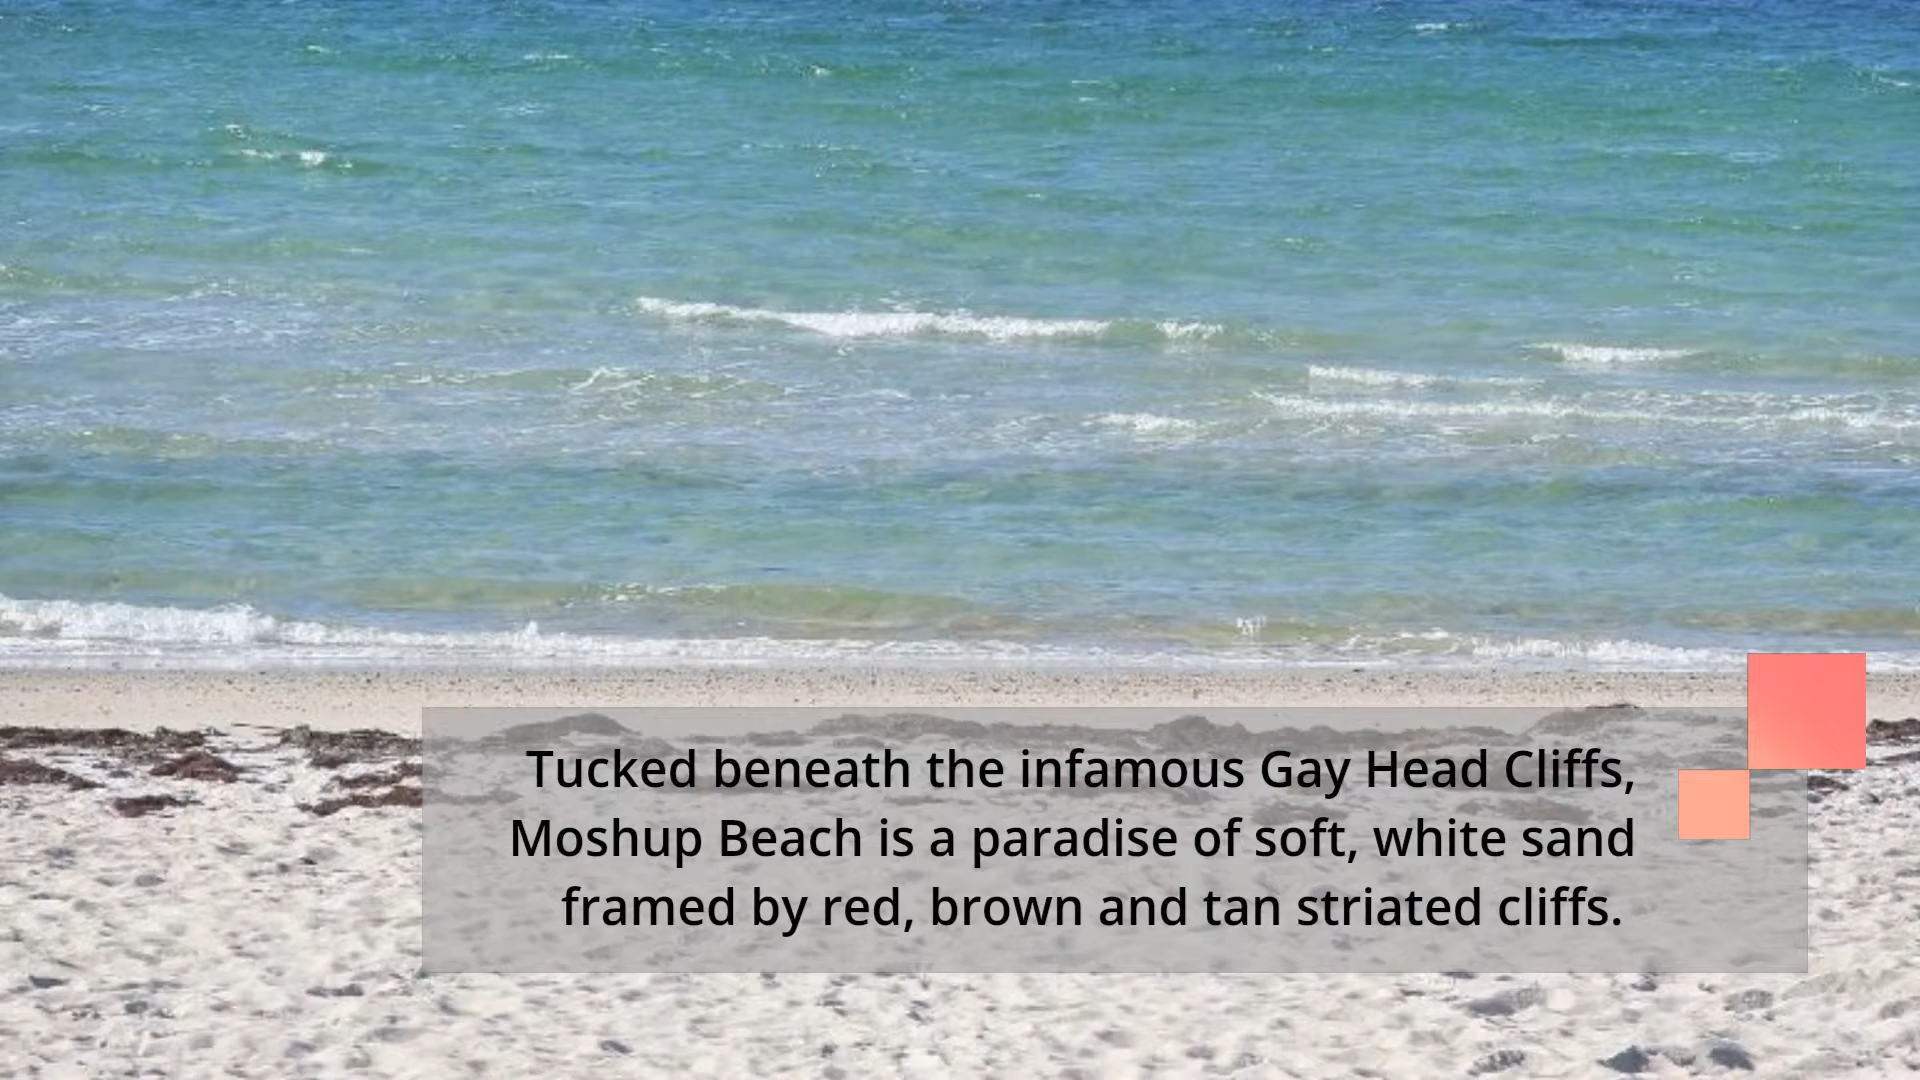 Tucked beneath the infamous Gay Head Cliffs,
Moshup Beach is a paradise of soft, white sand
framed by red, brown and tan striated cliffs.